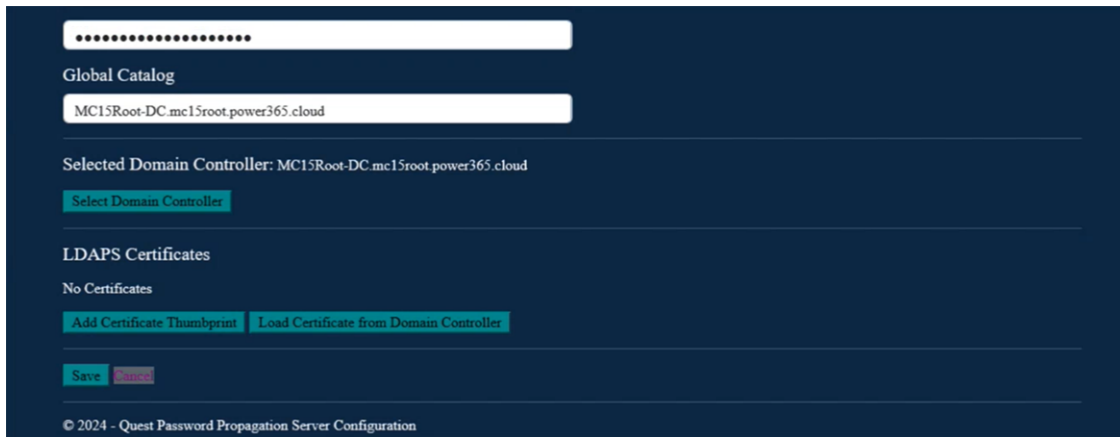 ••••••••••••••••••••
Global Catalog
MC15Root-DC.mc15root.power365.cloud
Selected Domain Controller: MC15Root-DC.mc15root.power365.cloud
Select Domain Controller
LDAPS Certificates
No Certificates
Add Certificate Thumbprint Load Certificate from Domain Controller
Save Cancel
© 2024 - Quest Password Propagation Server Configuration